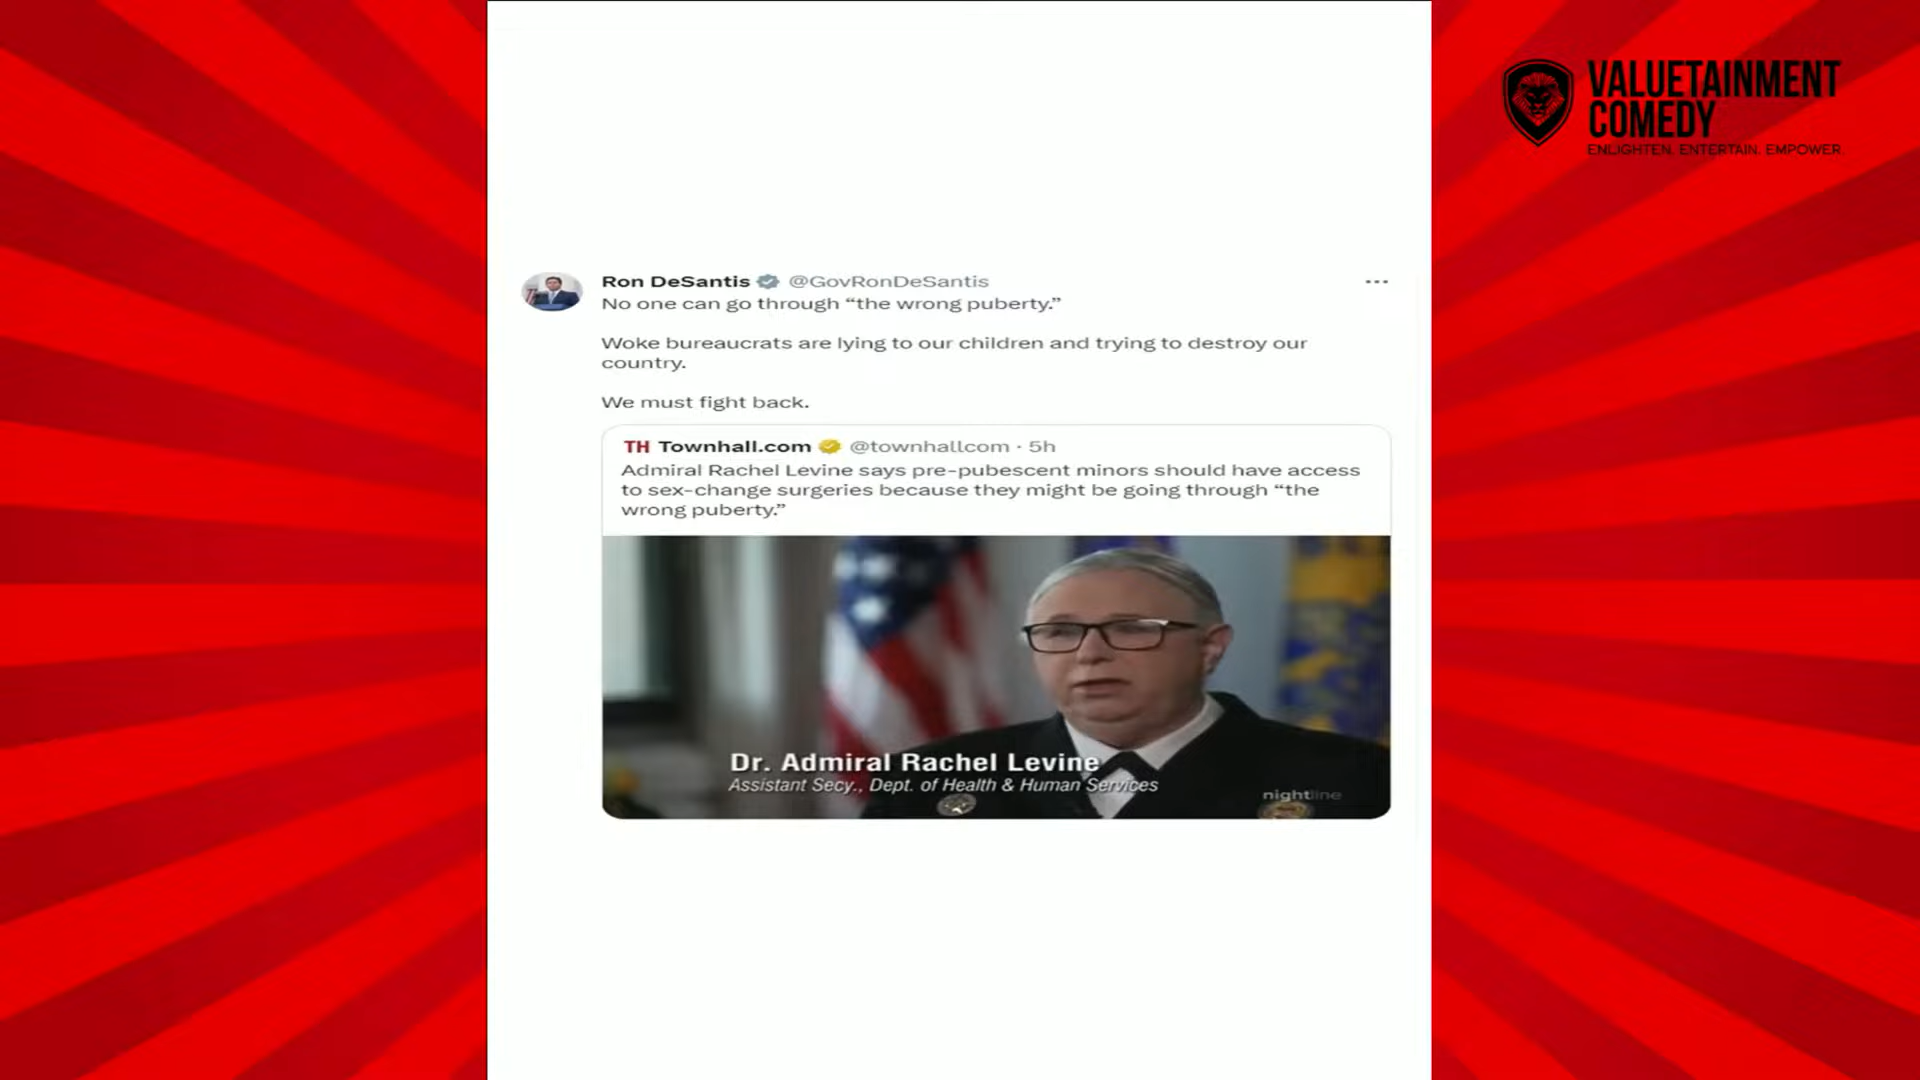 VALUETAINMENT
COMEDY
ENLIGHTEN. ENTERTAIN. EMPOWER.
Ron DeSantis @GovRonDeSantis
No one can go through “the wrong puberty.”
Woke bureaucrats are lying to our children and trying to destroy our
country.
We must fight back.
TH Townhall.com @townhallcom · 5h
Admiral Rachel Levine says pre-pubescent minors should have access
to sex-change surgeries because they might be going through “the
wrong puberty.”
Dr. Admiral Rachel Levine
Assistant Secy., Dept. of Health & Human Services
nightline